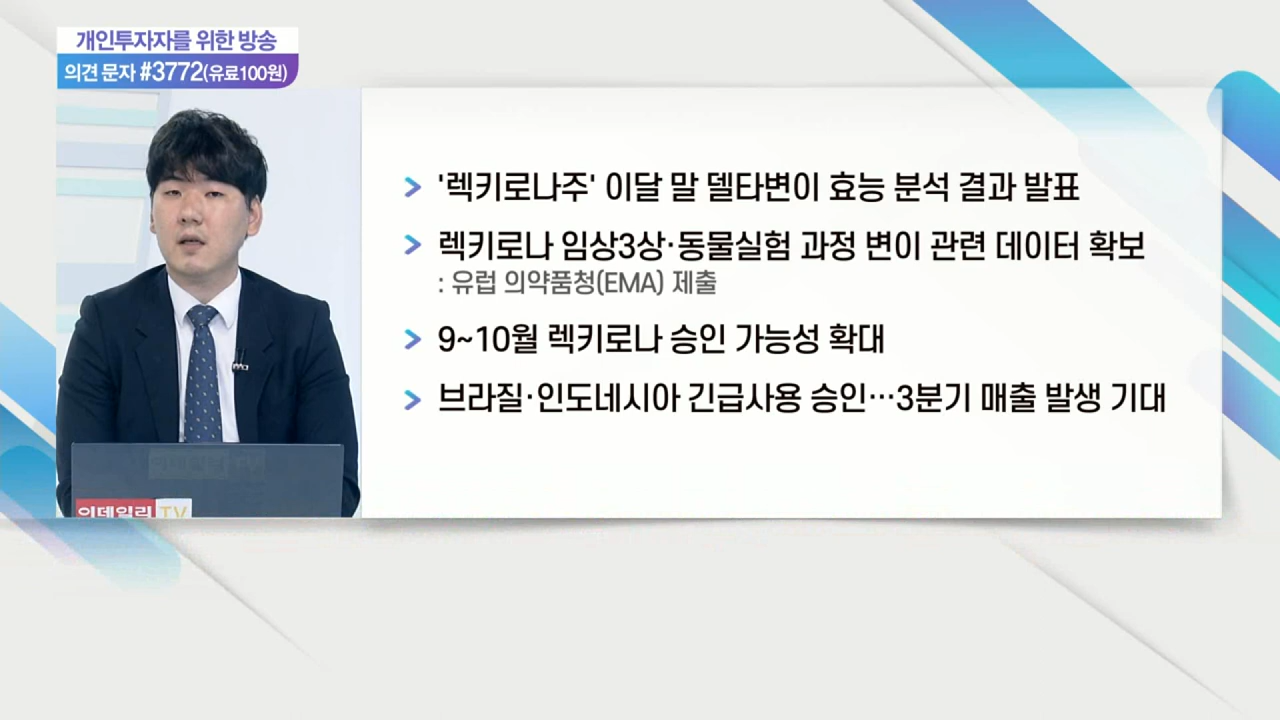 개인투자자를 위한 방송
의견 문자 #3772(유료100원)
'렉키로나주' 이달 말 델타변이 효능 분석 결과 발표
렉키로나 임상3상·동물실험 과정 변이 관련 데이터 확보
: 유럽 의약품청(EMA) 제출
9~10월 렉키로나 승인 가능성 확대
브라질·인도네시아 긴급사용 승인…3분기 매출 발생 기대
이데일리 TV